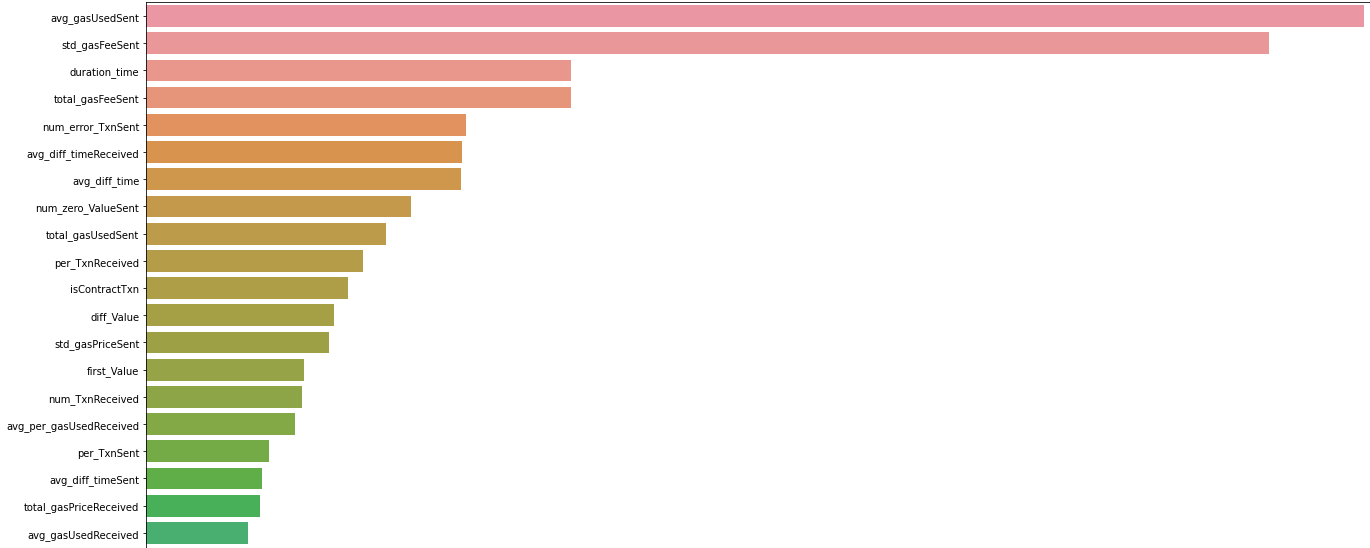 avg_gasUsedSent
std_gasFeeSent
duration_time
total_gasFeeSent
num_error_TxnSent
avg_diff_timeReceived
avg_diff_time
num_zero_ValueSent
total_gasUsedSent
per_TxnReceived
isContractTxn
diff_Value
std_gasPriceSent
first_Value
num_TxnReceived
avg_per_gasUsedReceived
per_TxnSent
avg_diff_timeSent
total_gasPriceReceived
avg_gasUsedReceived